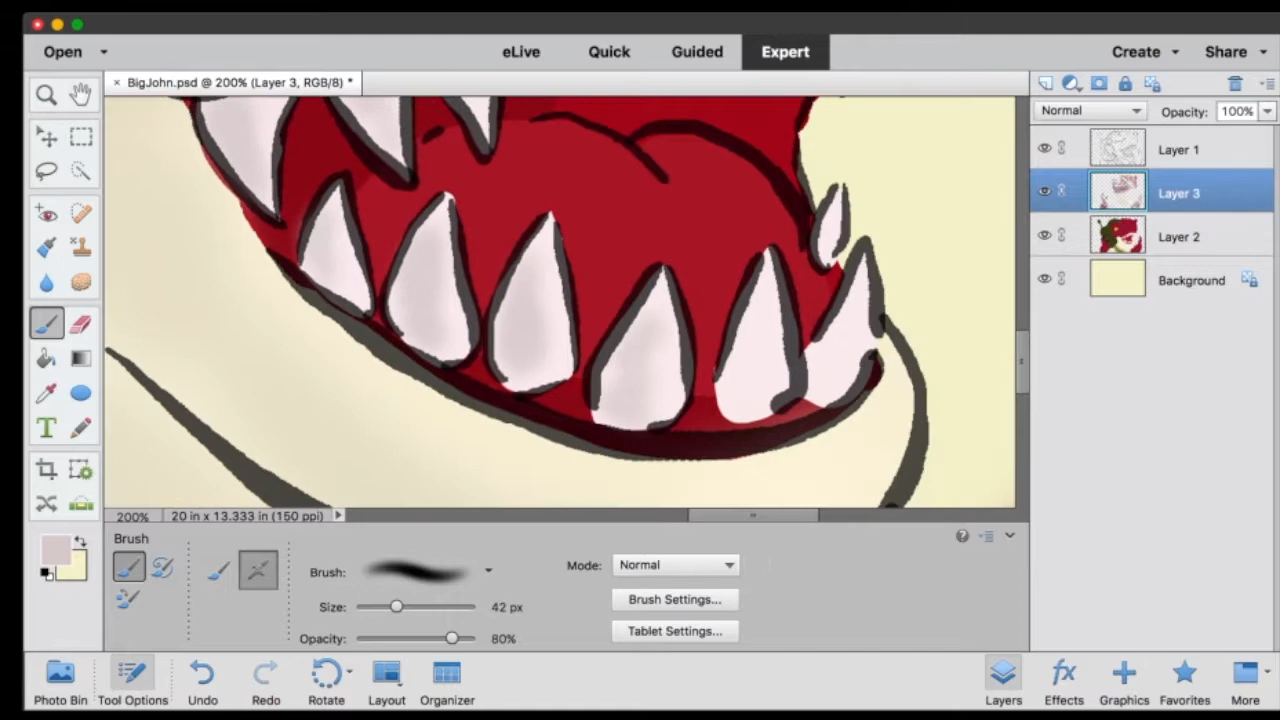 Open
eLive
Quick
Guided
Expert
Create
Share
× BigJohn.psd @ 200% (Layer 3, RGB/8) *
Normal
Opacity: 100%
Layer 1
Layer 3
Layer 2
Background
T
200%
20 in x 13.333 in (150 ppi)
Brush
Brush:
Size:
42 px
Opacity:
80%
Mode:
Normal
Brush Settings...
Tablet Settings...
Photo Bin
Tool Options
Undo
Redo
Rotate
Layout
Organizer
Layers
fx
Effects
Graphics
Favorites
More